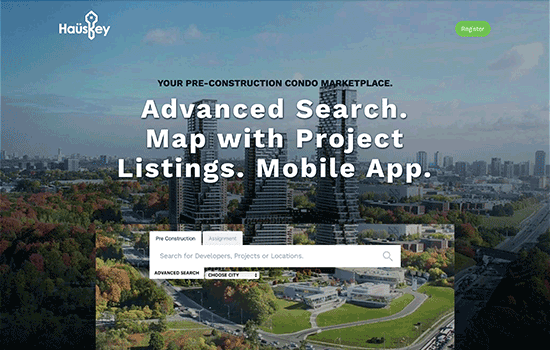 Haüskey
Register
YOUR PRE-CONSTRUCTION CONDO MARKETPLACE.
Advanced Search.
Map with Project
Listings. Mobile App.
Pre Construction
Assignment
Search for Developers, Projects or Locations.
ADVANCED SEARCH
CHOOSE CITY